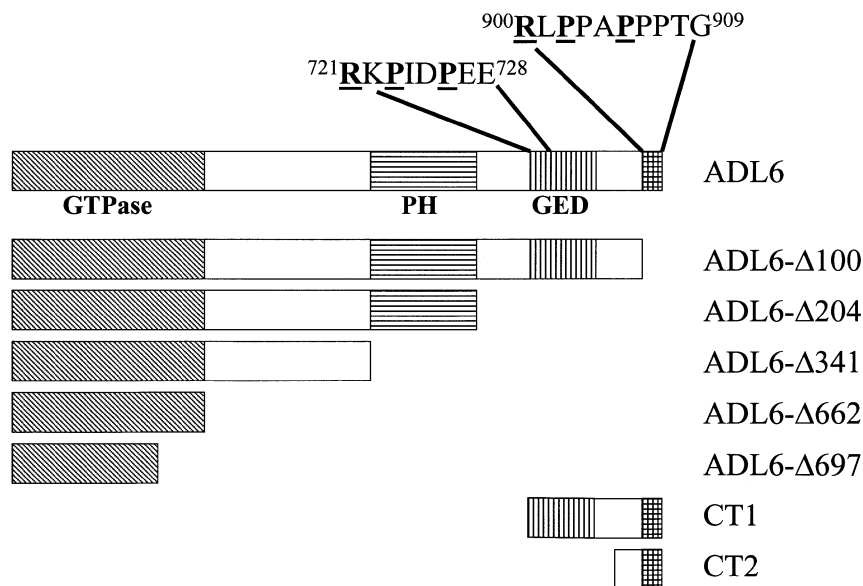 900RLPPAPPPTG909
721RKPIDPEE728
ADL6
GTPase PH GED
ADL6-Δ100
ADL6-Δ204
ADL6-Δ341
ADL6-Δ662
ADL6-Δ697
CT1
CT2